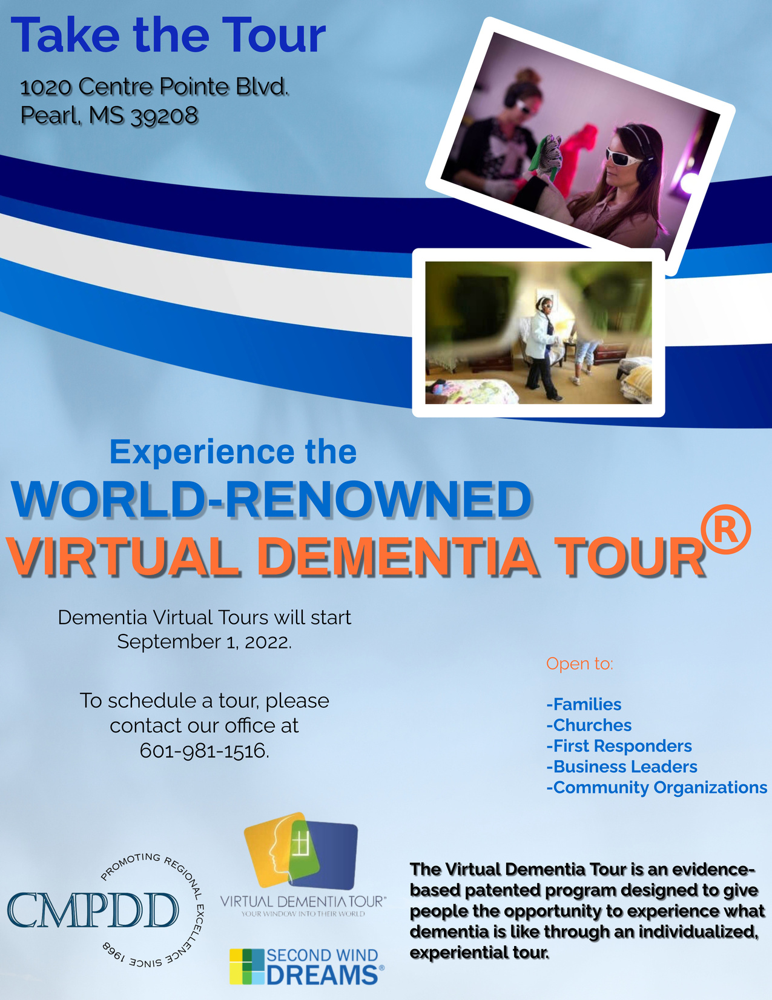 Take the Tour
1020 Centre Pointe Blvd.
Pearl, MS 39208
Experience the
WORLD-RENOWNED
VIRTUAL DEMENTIA TOUR®
Dementia Virtual Tours will start
September 1, 2022.
To schedule a tour, please
contact our office at
601-981-1516.
Open to:
-Families
-Churches
-First Responders
-Business Leaders
-Community Organizations
PROMOTING REGIONAL EXCELLENCE SINCE 1968
CMPDD
VIRTUAL DEMENTIA TOUR®
YOUR WINDOW INTO THEIR WORLD
SECOND WIND
DREAMS®
The Virtual Dementia Tour is an evidence-
based patented program designed to give
people the opportunity to experience what
dementia is like through an individualized,
experiential tour.